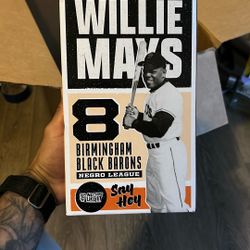 WILLIE
MAYS
8
BIRMINGHAM
BLACK BARONS
NEGRO LEAGUE
Say
Hey